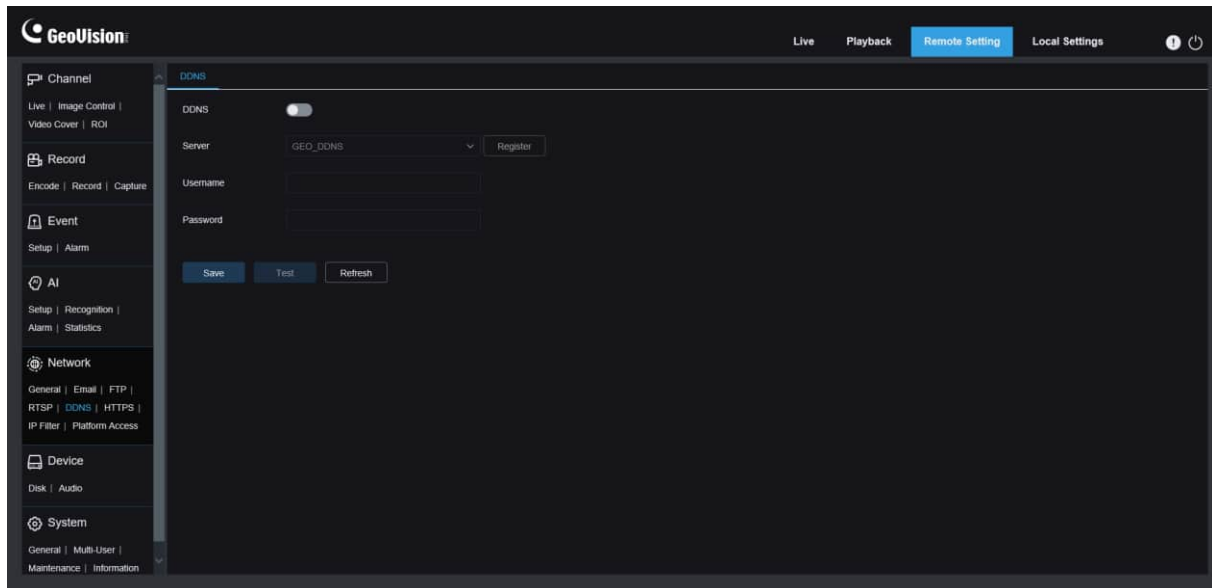 GeoVision
Live Playback Remote Setting Local Settings
Channel
Live | Image Control |
Video Cover | ROI
Record
Encode | Record | Capture
Event
Setup | Alarm
AI
Setup | Recognition |
Alarm | Statistics
Network
General | Email | FTP |
RTSP | DDNS | HTTPS |
IP Filter | Platform Access
Device
Disk | Audio
System
General | Multi-User |
Maintenance | Information
DDNS
DDNS
Server GEO_DDNS Register
Username
Password
Save Test Refresh